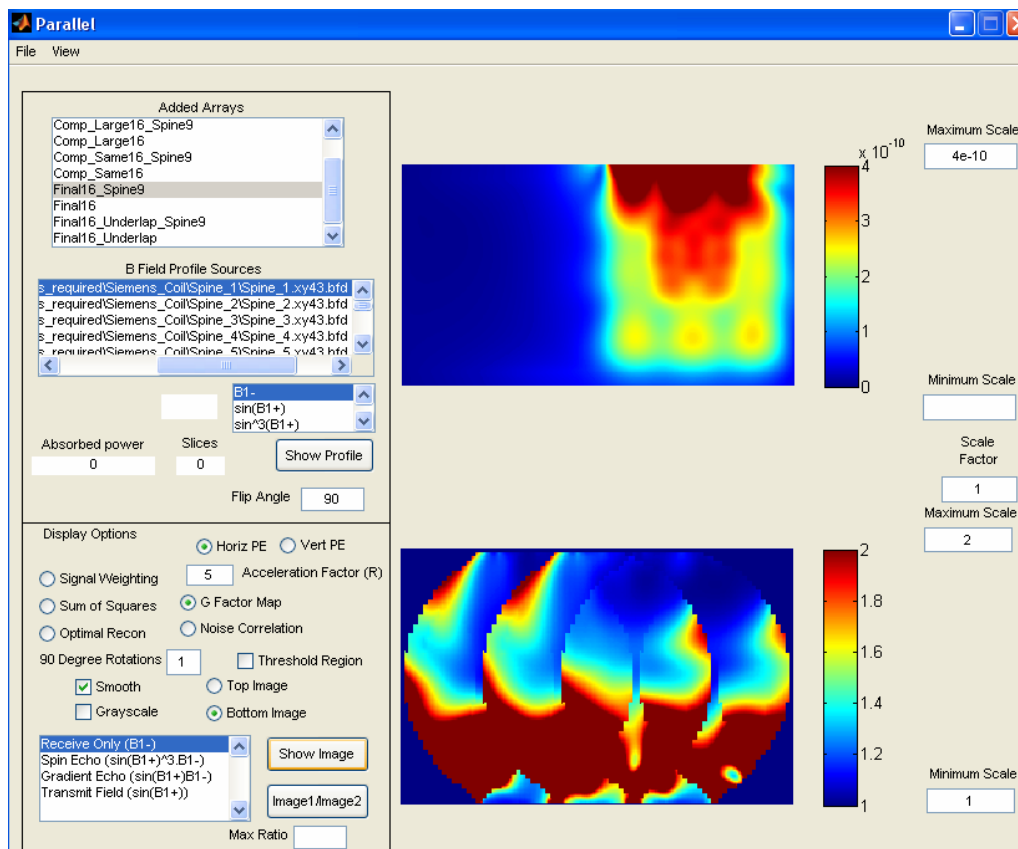 Parallel
File View
Added Arrays
Comp_Large16_Spine9
Comp_Large16
Comp_Same16_Spine9
Comp_Same16
Final16_Spine9
Final16
Final16_Underlap_Spine9
Final16_Underlap
B Field Profile Sources
s_required\Siemens_Coil\Spine_1\Spine_1.xy43.bfd
s_required\Siemens_Coil\Spine_2\Spine_2.xy43.bfd
s_required\Siemens_Coil\Spine_3\Spine_3.xy43.bfd
s_required\Siemens_Coil\Spine_4\Spine_4.xy43.bfd
s_required\Siemens_Coil\Spine_5\Spine_5.xy43.bfd
B1-
sin(B1+)
sin^3(B1+)
Absorbed power
0
Slices
0
Show Profile
Flip Angle 90
Display Options
Horiz PE Vert PE
Signal Weighting
5 Acceleration Factor (R)
Sum of Squares
G Factor Map
Optimal Recon
Noise Correlation
90 Degree Rotations 1
Threshold Region
Smooth
Top Image
Grayscale
Bottom Image
Receive Only (B1-)
Spin Echo (sin(B1+)^3.B1-)
Gradient Echo (sin(B1+)B1-)
Transmit Field (sin(B1+))
Show Image
Image1/Image2
Max Ratio
x 10^-10
4
3
2
1
0
Maximum Scale
4e-10
Minimum Scale
Scale
Factor
1
Maximum Scale
2
2
1.8
1.6
1.4
1.2
1
Minimum Scale
1